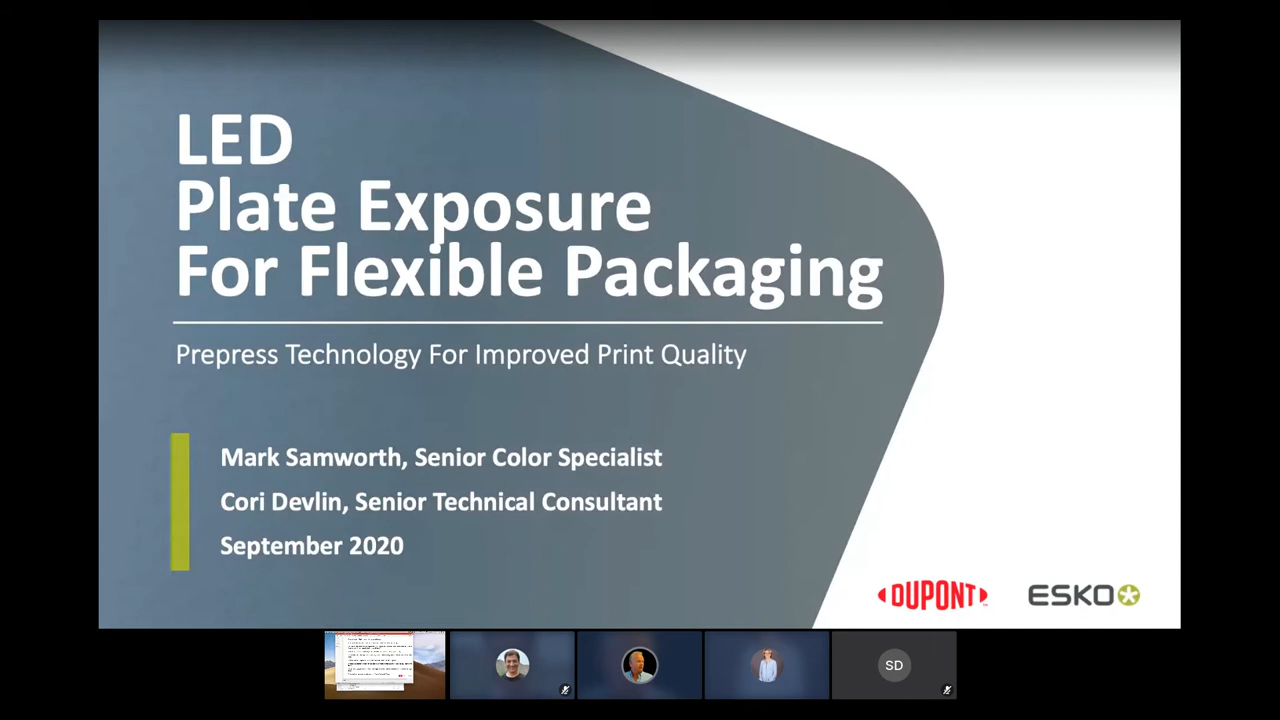 LED
Plate Exposure
For Flexible Packaging
Prepress Technology For Improved Print Quality
Mark Samworth, Senior Color Specialist
Cori Devlin, Senior Technical Consultant
September 2020
DUPONT
ESKO
SD